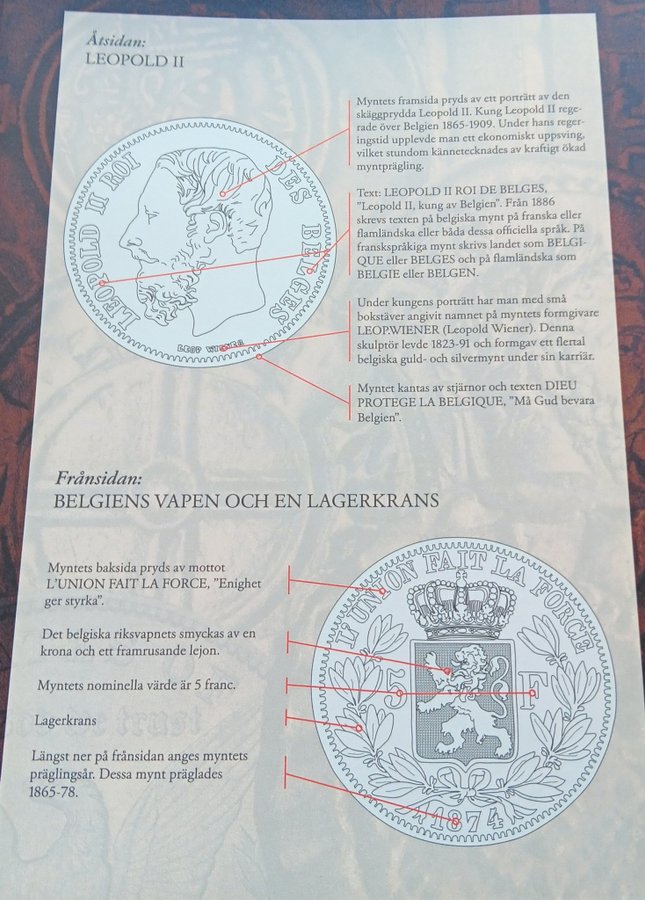 Åtsidan:
LEOPOLD II
Myntets framsida pryds av ett porträtt av den
skäggprydda Leopold II. Kung Leopold II rege-
rade över Belgien 1865-1909. Under hans reger-
ingstid upplevde man ett ekonomiskt uppsving,
vilket stundom kännetecknades av kraftigt ökad
myntprägling.
Text: LEOPOLD II ROI DE BELGES,
”Leopold II, kung av Belgien”. Från 1886
skrevs texten på belgiska mynt på franska eller
flamländska eller båda dessa officiella språk. På
franskspråkiga mynt skrivs landet som BELGI-
QUE eller BELGES och på flamländska som
BELGIE eller BELGEN.
Under kungens porträtt har man med små
bokstäver angivit namnet på myntets formgivare
LEOP.WIENER (Leopold Wiener). Denna
skulptör levde 1823-91 och formgav ett flertal
belgiska guld- och silvermynt under sin karriär.
Myntet kantas av stjärnor och texten DIEU
PROTEGE LA BELGIQUE, ”Må Gud bevara
Belgien”.
LEOPOLD II ROI DES BELGES
LEOP WIENER
Frånsidan:
BELGIENS VAPEN OCH EN LAGERKRANS
Myntets baksida pryds av mottot
L’UNION FAIT LA FORCE, ”Enighet
ger styrka”.
Det belgiska riksvapnets smyckas av en
krona och ett framrusande lejon.
Myntets nominella värde är 5 franc.
Lagerkrans
Längst ner på frånsidan anges myntets
präglingsår. Dessa mynt präglades
1865-78.
L’UNION FAIT LA FORCE
5 F
1874